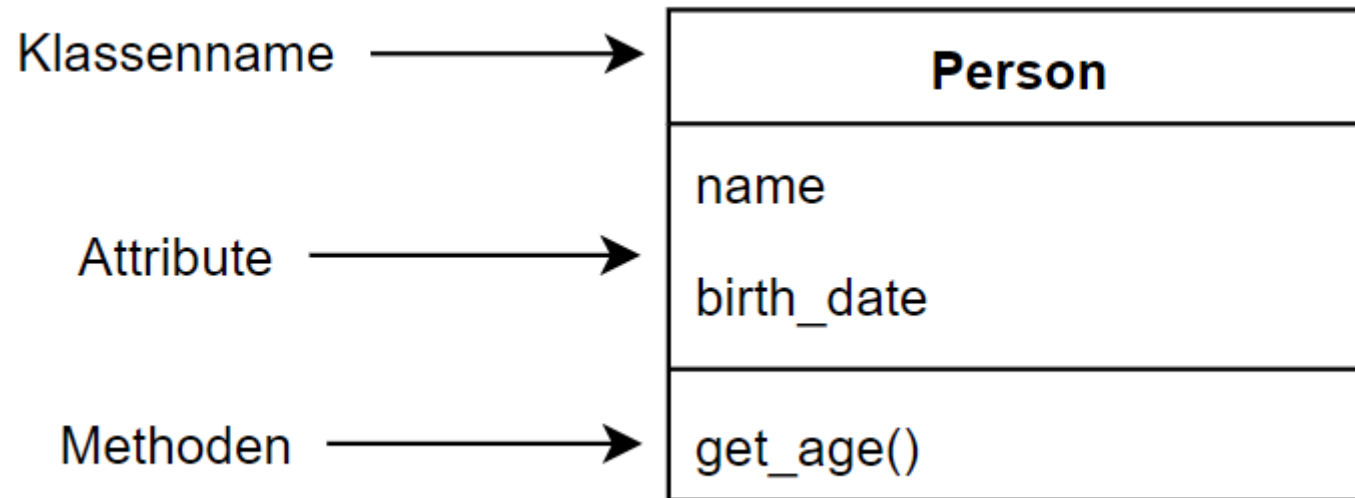 Klassenname
Person
name
Attribute
birth_date
Methoden
get_age()